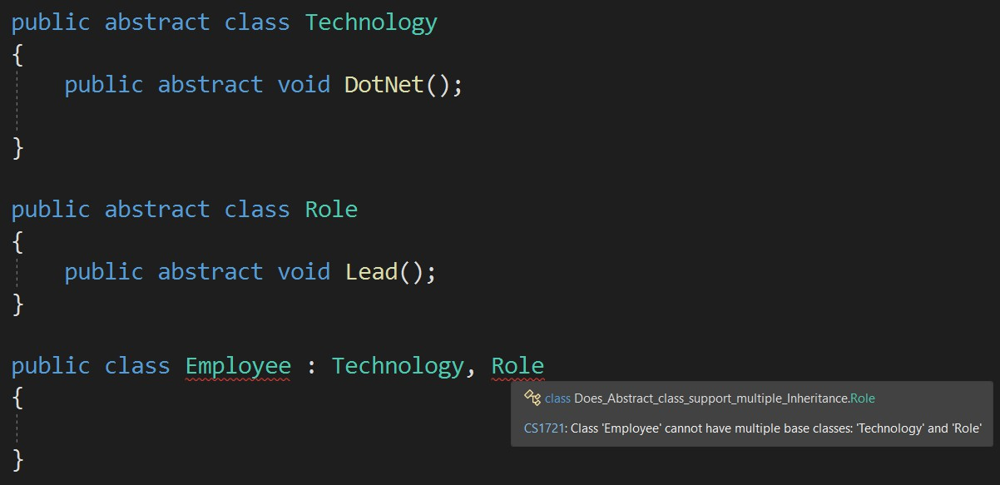 public abstract class Technology
{
    public abstract void DotNet();
}
public abstract class Role
{
    public abstract void Lead();
}
public class Employee : Technology, Role
{
class Does_Abstract_class_support_multiple_Inheritance.Role
CS1721: Class 'Employee' cannot have multiple base classes: 'Technology' and 'Role'
}